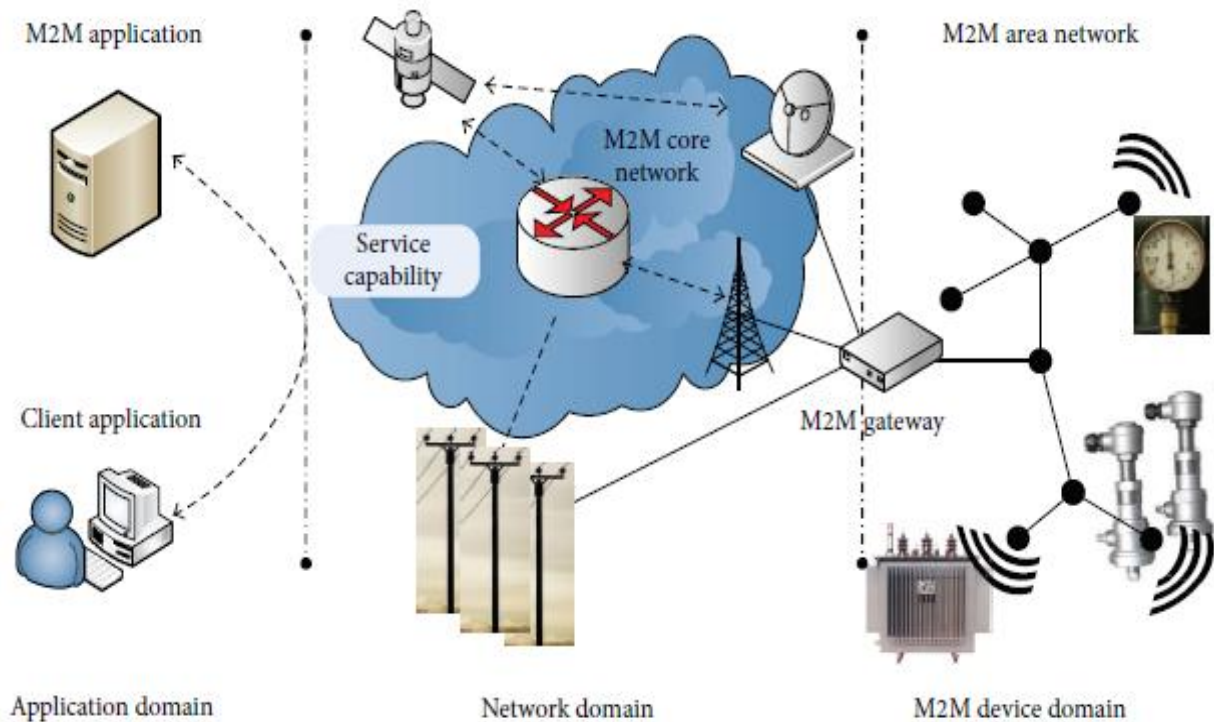 M2M application
M2M area network
M2M core
network
Service
capability
Client application
M2M gateway
Application domain
Network domain
M2M device domain